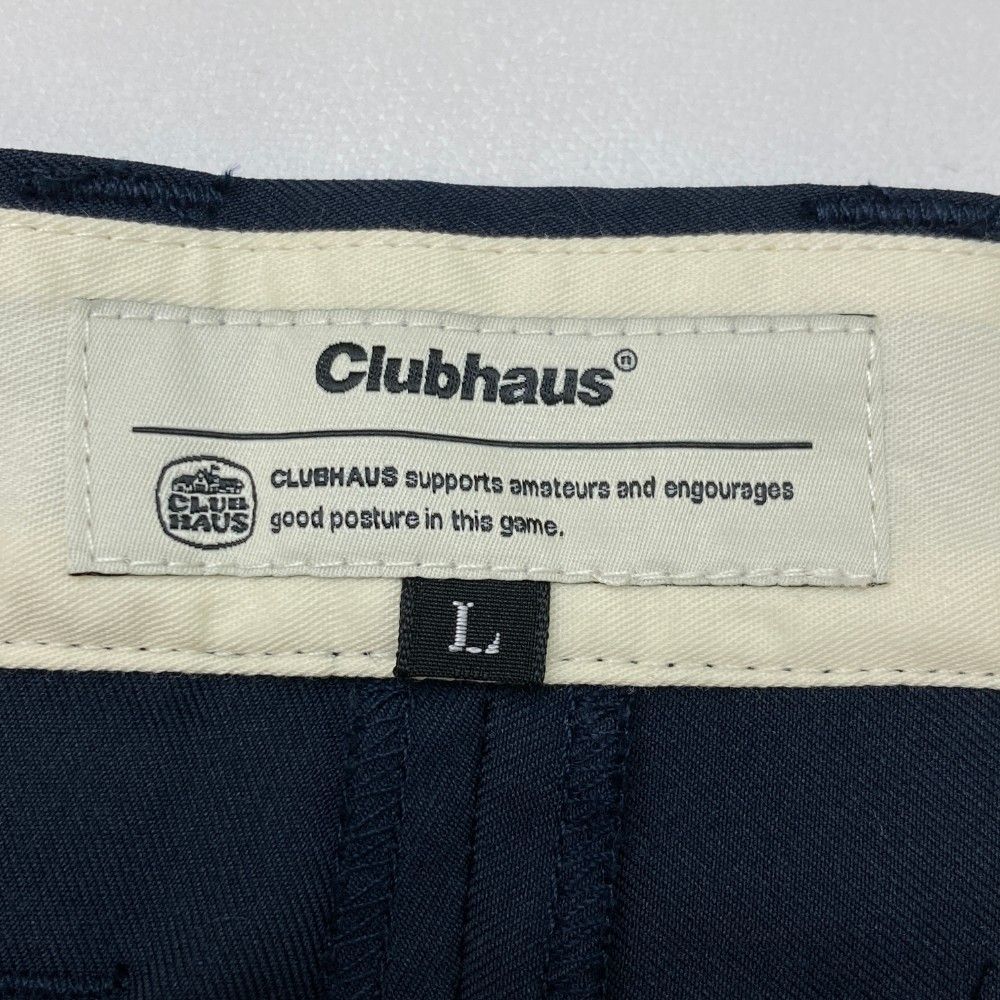 Clubhaus®
CLUBHAUS supports amateurs and engourages
good posture in this game.
CLUB
HAUS
L